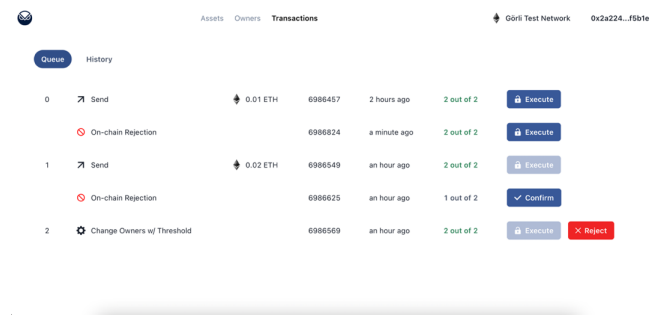 Assets Owners Transactions Görli Test Network 0x2a224...f5b1e
Queue History
0 Send 0.01 ETH 6986457 2 hours ago 2 out of 2 Execute
On-chain Rejection 6986824 a minute ago 2 out of 2 Execute
1 Send 0.02 ETH 6986549 an hour ago 2 out of 2 Execute
On-chain Rejection 6986625 an hour ago 1 out of 2 Confirm
2 Change Owners w/ Threshold 6986569 an hour ago 2 out of 2 Execute Reject